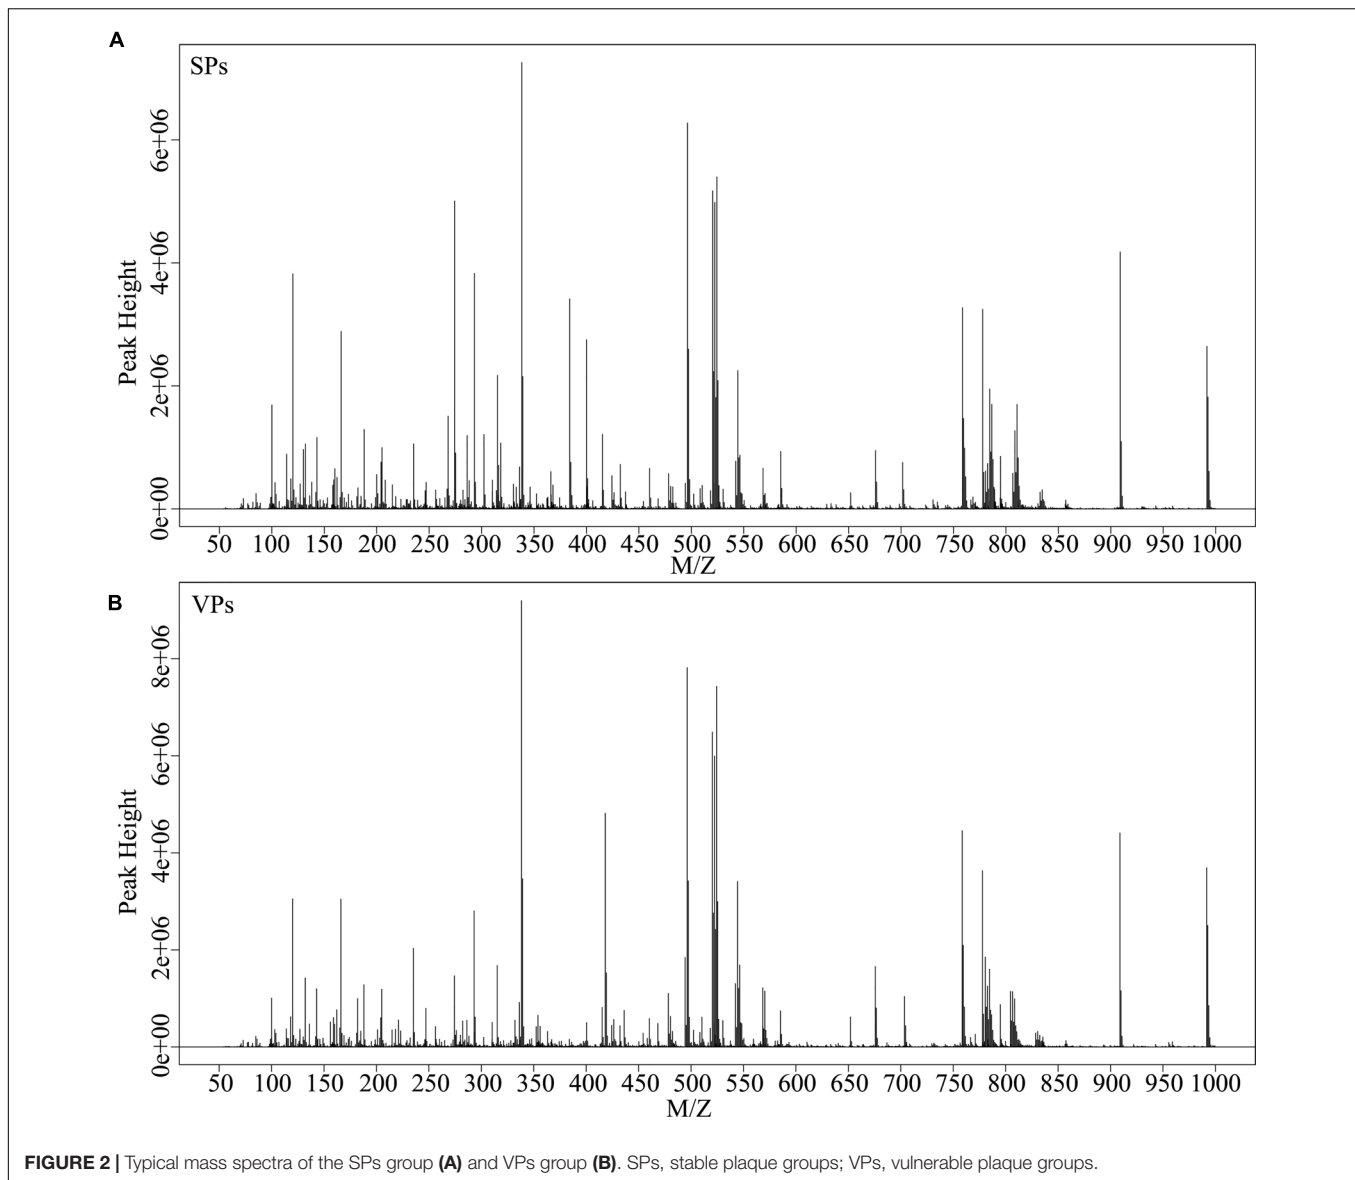 A
SPs
Peak Height
0e+00 2e+06 4e+06 6e+06
50 100 150 200 250 300 350 400 450 500 550 600 650 700 750 800 850 900 950 1000
M/Z
B
VPs
Peak Height
0e+00 2e+06 4e+06 6e+06 8e+06
50 100 150 200 250 300 350 400 450 500 550 600 650 700 750 800 850 900 950 1000
M/Z
FIGURE 2 | Typical mass spectra of the SPs group (A) and VPs group (B). SPs, stable plaque groups; VPs, vulnerable plaque groups.